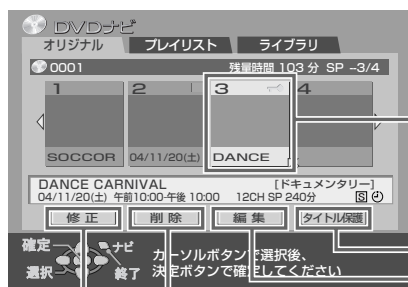 DVDナビ
オリジナル プレイリスト ライブラリ
0001 残量時間 103 分 SP --3/4
1 2 3 4
SOCCOR 04/11/20(土) DANCE
DANCE CARNIVAL [ドキュメンタリー]
04/11/20(土) 午前10:00-午後 10:00 12CH SP 240分 S
修正 削除 編集 タイトル保護
確定 ナビ
選択 終了
カーソルボタンで選択後、
決定ボタンで確定してください